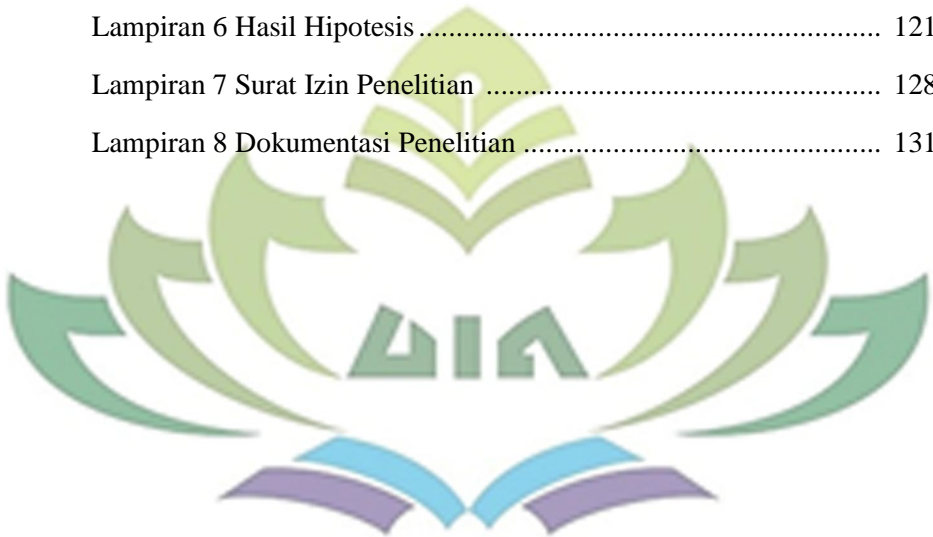 Lampiran 6 Hasil Hipotesis ................................................................ 121
Lampiran 7 Surat Izin Penelitian ....................................................... 128
Lampiran 8 Dokumentasi Penelitian ................................................. 131
UIN